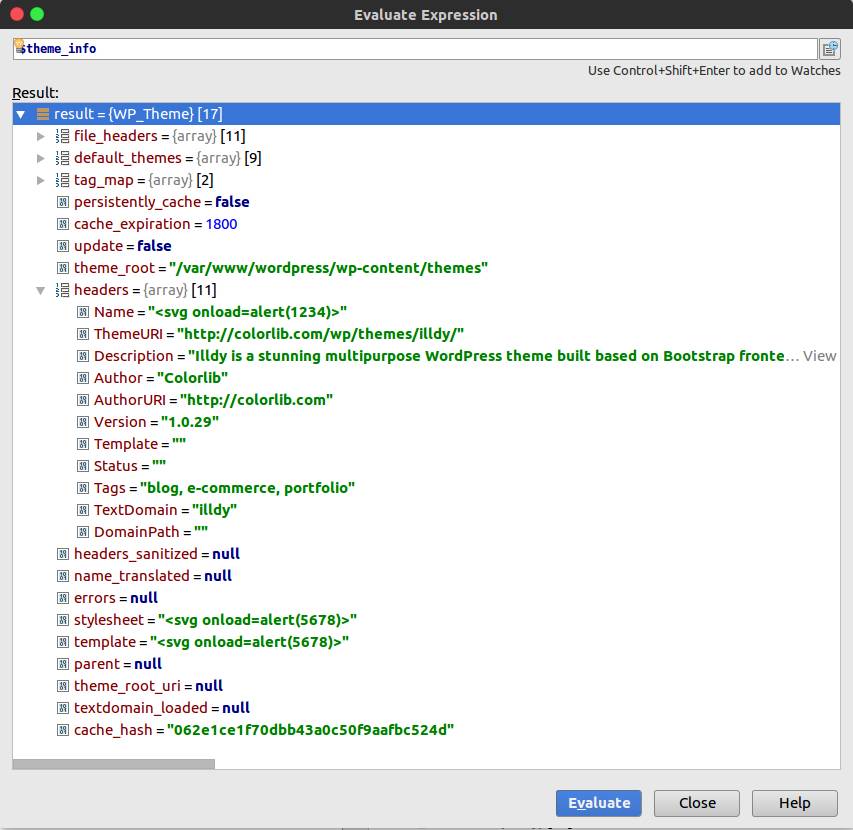 Evaluate Expression
$theme_info
Use Control+Shift+Enter to add to Watches
Result:
result = {WP_Theme} [17]
file_headers = {array} [11]
default_themes = {array} [9]
tag_map = {array} [2]
persistently_cache = false
cache_expiration = 1800
update = false
theme_root = "/var/www/wordpress/wp-content/themes"
headers = {array} [11]
Name = "<svg onload=alert(1234)>"
ThemeURI = "http://colorlib.com/wp/themes/illdy/"
Description = "Illdy is a stunning multipurpose WordPress theme built based on Bootstrap fronte... View
Author = "Colorlib"
AuthorURI = "http://colorlib.com"
Version = "1.0.29"
Template = ""
Status = ""
Tags = "blog, e-commerce, portfolio"
TextDomain = "illdy"
DomainPath = ""
headers_sanitized = null
name_translated = null
errors = null
stylesheet = "<svg onload=alert(5678)>"
template = "<svg onload=alert(5678)>"
parent = null
theme_root_uri = null
textdomain_loaded = null
cache_hash = "062e1ce1f70dbb43a0c50f9aafbc524d"
Evaluate Close Help